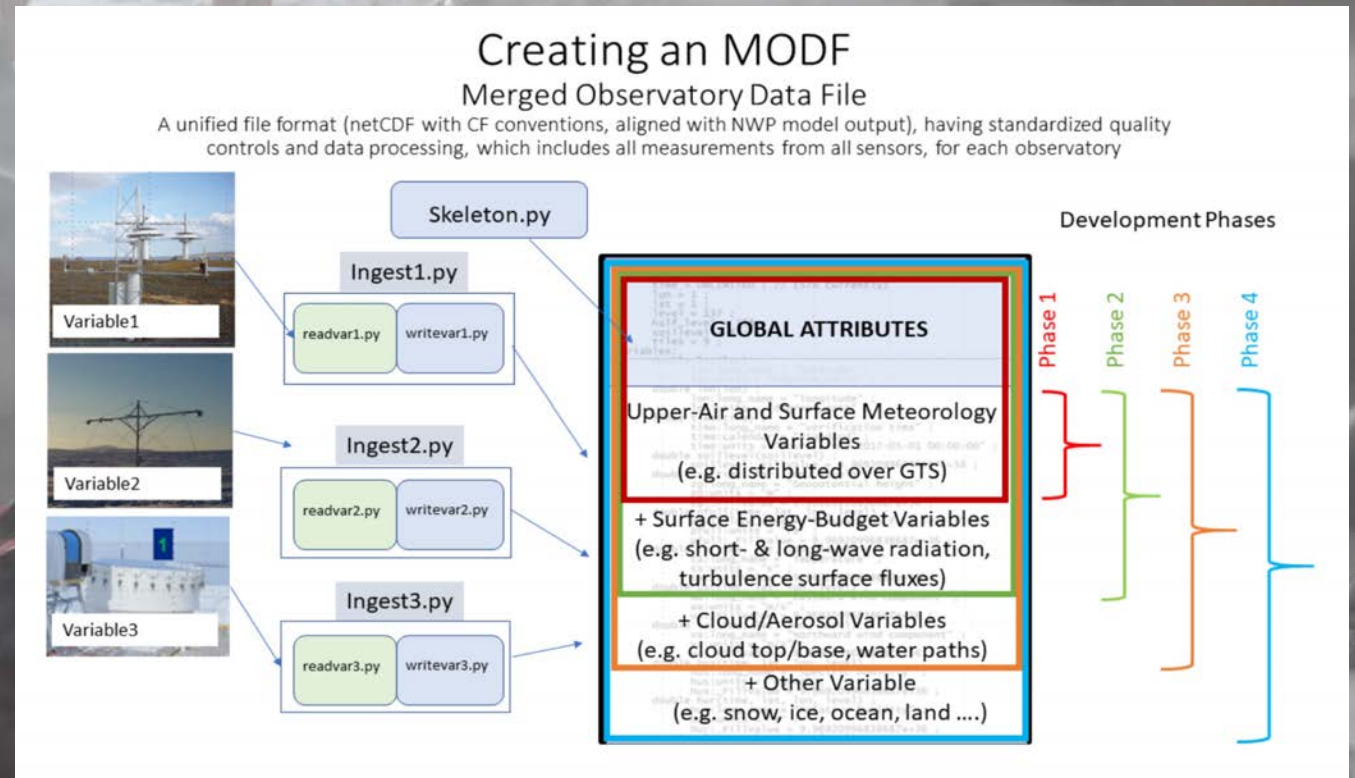 Creating an MODF
Merged Observatory Data File
A unified file format (netCDF with CF conventions, aligned with NWP model output), having standardized quality
controls and data processing, which includes all measurements from all sensors, for each observatory
Skeleton.py
Development Phases
Variable1
Ingest1.py
readvar1.py
writevar1.py
Variable2
Ingest2.py
readvar2.py
writevar2.py
1
Variable3
Ingest3.py
readvar3.py
writevar3.py
GLOBAL ATTRIBUTES
Upper-Air and Surface Meteorology
Variables
(e.g. distributed over GTS)
+ Surface Energy-Budget Variables
(e.g. short- & long-wave radiation,
turbulence surface fluxes)
+ Cloud/Aerosol Variables
(e.g. cloud top/base, water paths)
+ Other Variable
(e.g. snow, ice, ocean, land ....)
Phase 1
Phase 2
Phase 3
Phase 4